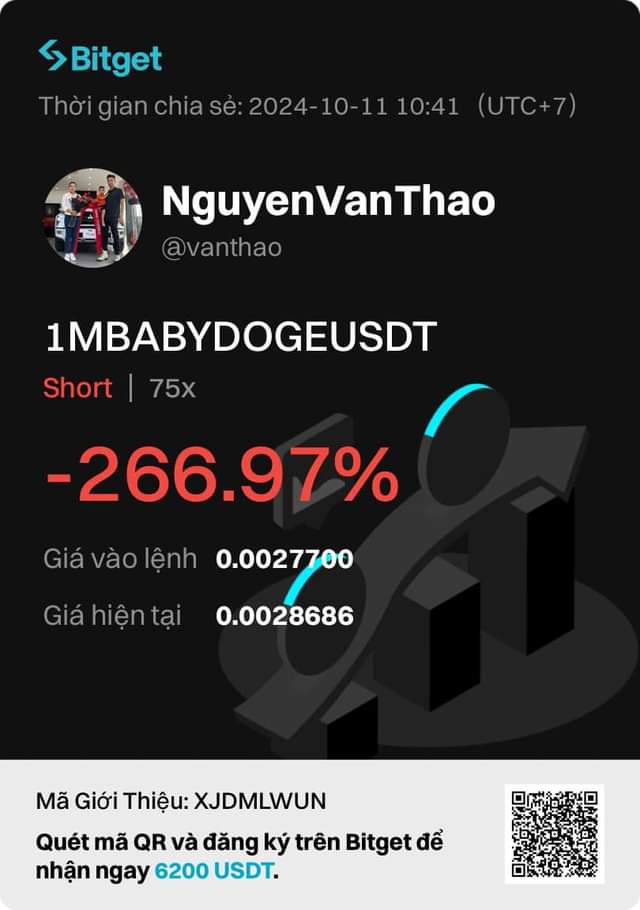 Bitget
Thời gian chia sẻ: 2024-10-11 10:41（UTC+7）
NguyenVanThao
@vanthao
1MBABYDOGEUSDT
Short | 75x
-266.97%
Giá vào lệnh 0.0027700
Giá hiện tại 0.0028686
Mã Giới Thiệu: XJDMLWUN
Quét mã QR và đăng ký trên Bitget để
nhận ngay 6200 USDT.